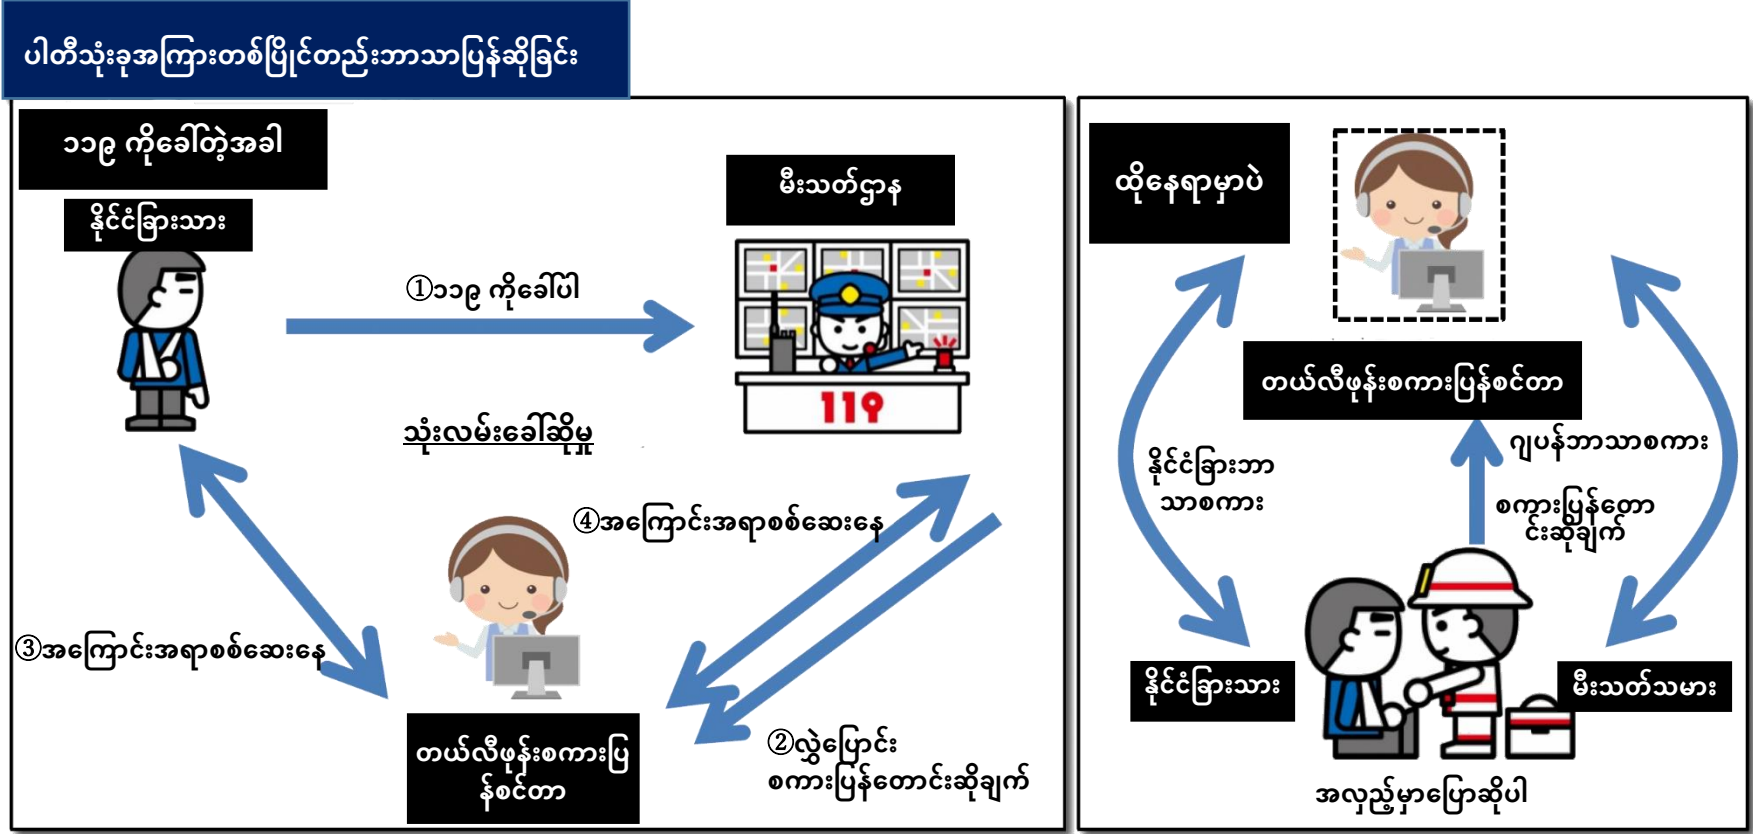 ပါတီသုံးခုအကြားတစ်ပြိုင်တည်းဘာသာပြန်ဆိုခြင်း
၁၁၉ ကိုခေါ်တဲ့အခါ
နိုင်ငံခြားသား
မီးသတ်ဌာန
①၁၁၉ ကိုခေါ်ပါ
119
သုံးလမ်းခေါ်ဆိုမှု
④အကြောင်းအရာစစ်ဆေးနေ
③အကြောင်းအရာစစ်ဆေးနေ
တယ်လီဖုန်းစကားပြ
န်စင်တာ
②လွှဲပြောင်း
စကားပြန်တောင်းဆိုချက်
ထိုနေရာမှာပဲ
တယ်လီဖုန်းစကားပြန်စင်တာ
နိုင်ငံခြားဘာ
သာစကား
ဂျပန်ဘာသာစကား
စကားပြန်တော
င်းဆိုချက်
နိုင်ငံခြားသား
မီးသတ်သမား
အလှည့်မှာပြောဆိုပါ